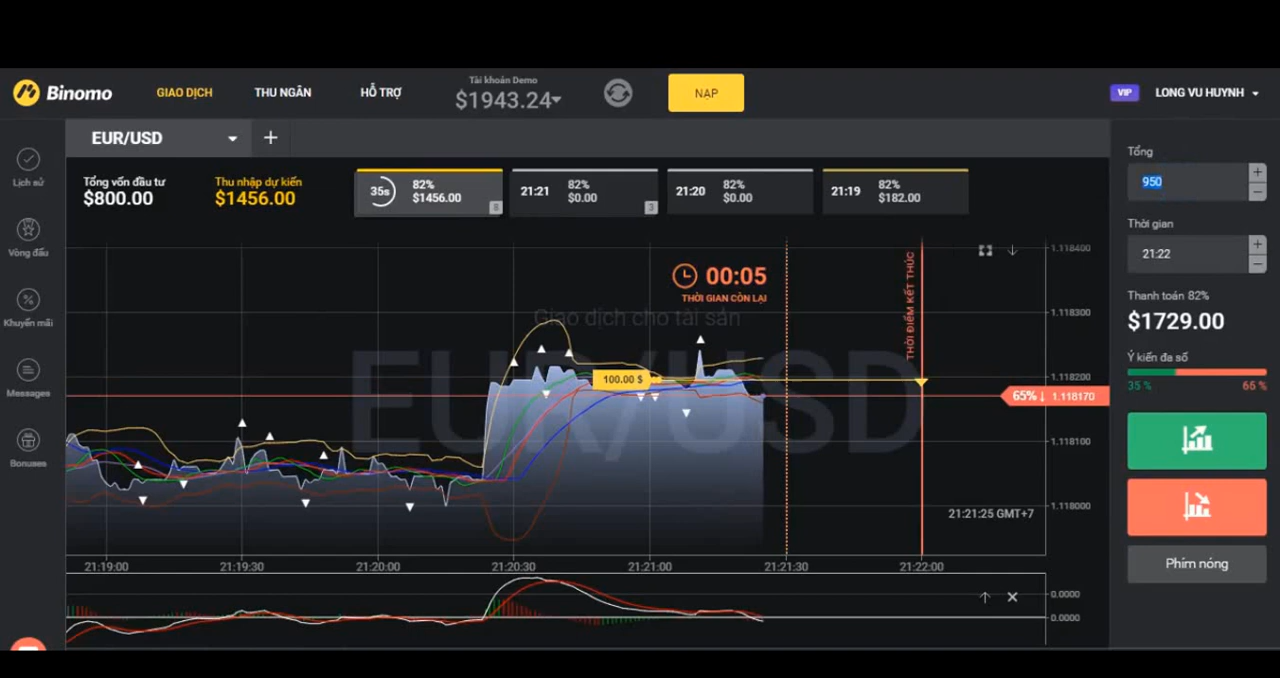 Binomo
GIAO DỊCH
THU NGÂN
HỖ TRỢ
Tài khoản Demo
$1943.24
NẠP
VIP
LONG VU HUYNH
EUR/USD
+
Lịch sử
Vòng đấu
Khuyến mãi
Messages
Bonuses
Tổng vốn đầu tư
$800.00
Thu nhập dự kiến
$1456.00
35s
82%
$1456.00
8
21:21
82%
$0.00
3
21:20
82%
$0.00
21:19
82%
$182.00
00:05
THỜI GIAN CÒN LẠI
Giao dịch cho tài sản
EUR/USD
THỜI ĐIỂM KẾT THÚC
100.00 $
65% ↓ 1.118170
1.118400
1.118300
1.118200
1.118100
1.118000
21:21:25 GMT+7
21:19:00
21:19:30
21:20:00
21:20:30
21:21:00
21:21:30
21:22:00
0.0000
0.0000
Tổng
950
+
−
Thời gian
21:22
+
−
Thanh toán 82%
$1729.00
Ý kiến đa số
35 %
65 %
Phím nóng